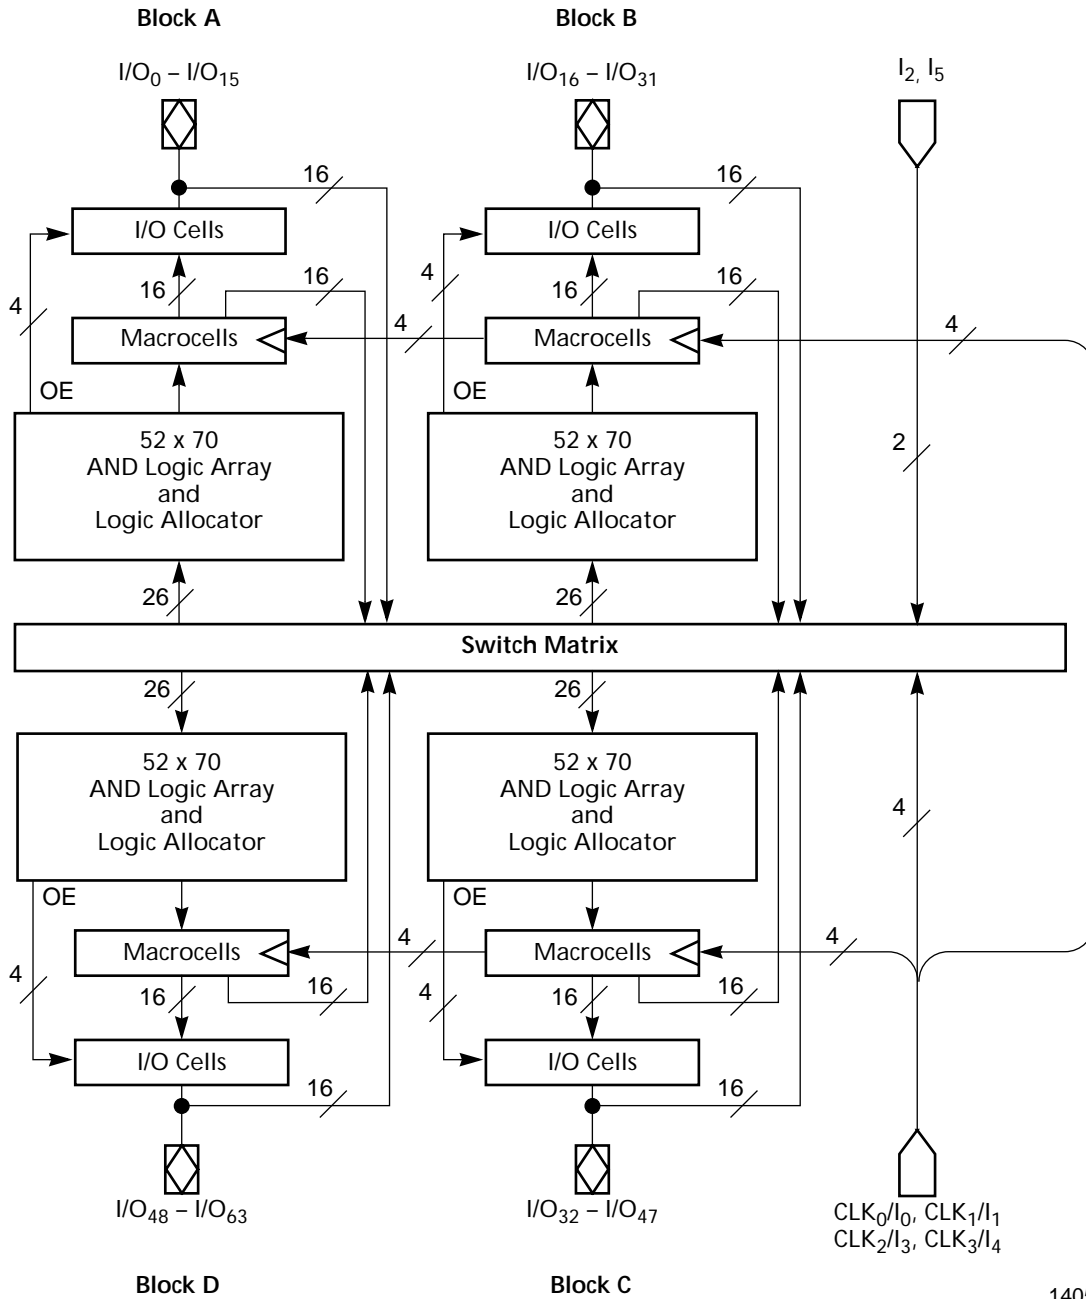 Block A
Block B
I/O0 – I/O15
I/O16 – I/O31
I2, I5
16
16
I/O Cells
I/O Cells
4
16
16
4
16
16
Macrocells
4
Macrocells
4
OE
OE
52 x 70
AND Logic Array
and
Logic Allocator
52 x 70
AND Logic Array
and
Logic Allocator
2
26
26
Switch Matrix
26
26
52 x 70
AND Logic Array
and
Logic Allocator
52 x 70
AND Logic Array
and
Logic Allocator
4
OE
OE
Macrocells
4
Macrocells
4
4
16
16
4
16
16
I/O Cells
I/O Cells
16
16
I/O48 – I/O63
I/O32 – I/O47
CLK0/I0, CLK1/I1
CLK2/I3, CLK3/I4
Block D
Block C